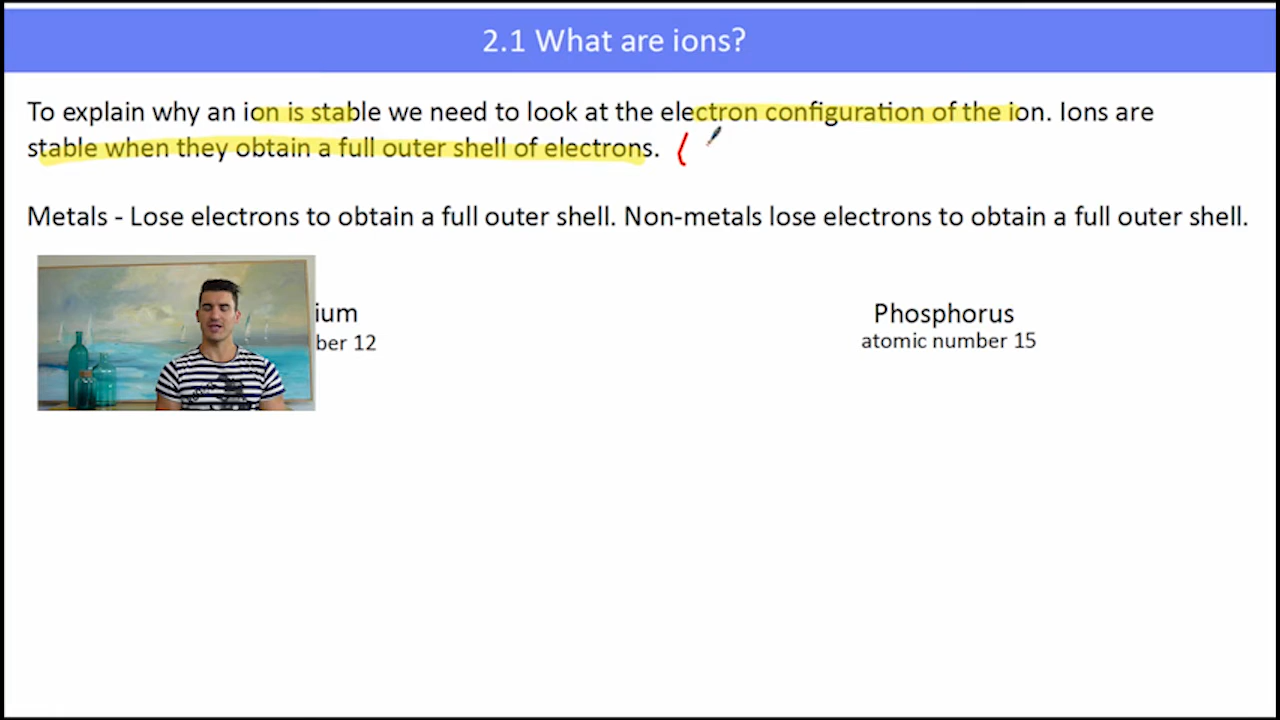 2.1 What are ions?
To explain why an ion is stable we need to look at the electron configuration of the ion. Ions are
stable when they obtain a full outer shell of electrons. (
Metals - Lose electrons to obtain a full outer shell. Non-metals lose electrons to obtain a full outer shell.
ium
ber 12
Phosphorus
atomic number 15